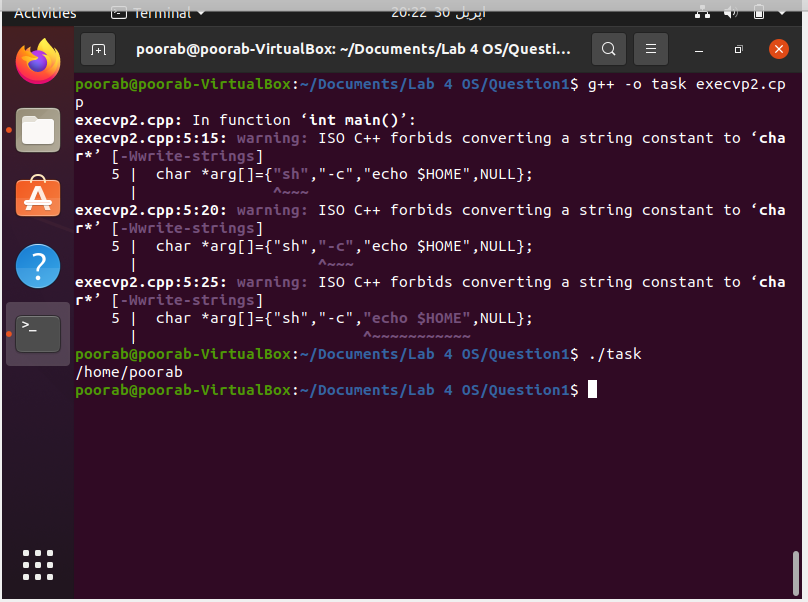 Activities
Terminal
20:22 30 اپریل
poorab@poorab-VirtualBox: ~/Documents/Lab 4 OS/Questi...
poorab@poorab-VirtualBox:~/Documents/Lab 4 OS/Question1$ g++ -o task execvp2.cp
p
execvp2.cpp: In function ‘int main()’:
execvp2.cpp:5:15: warning: ISO C++ forbids converting a string constant to ‘cha
r*’ [-Wwrite-strings]
    5 |  char *arg[]={"sh","-c","echo $HOME",NULL};
      |               ^~~~
execvp2.cpp:5:20: warning: ISO C++ forbids converting a string constant to ‘cha
r*’ [-Wwrite-strings]
    5 |  char *arg[]={"sh","-c","echo $HOME",NULL};
      |                    ^~~~
execvp2.cpp:5:25: warning: ISO C++ forbids converting a string constant to ‘cha
r*’ [-Wwrite-strings]
    5 |  char *arg[]={"sh","-c","echo $HOME",NULL};
      |                         ^~~~~~~~~~~~
poorab@poorab-VirtualBox:~/Documents/Lab 4 OS/Question1$ ./task
/home/poorab
poorab@poorab-VirtualBox:~/Documents/Lab 4 OS/Question1$